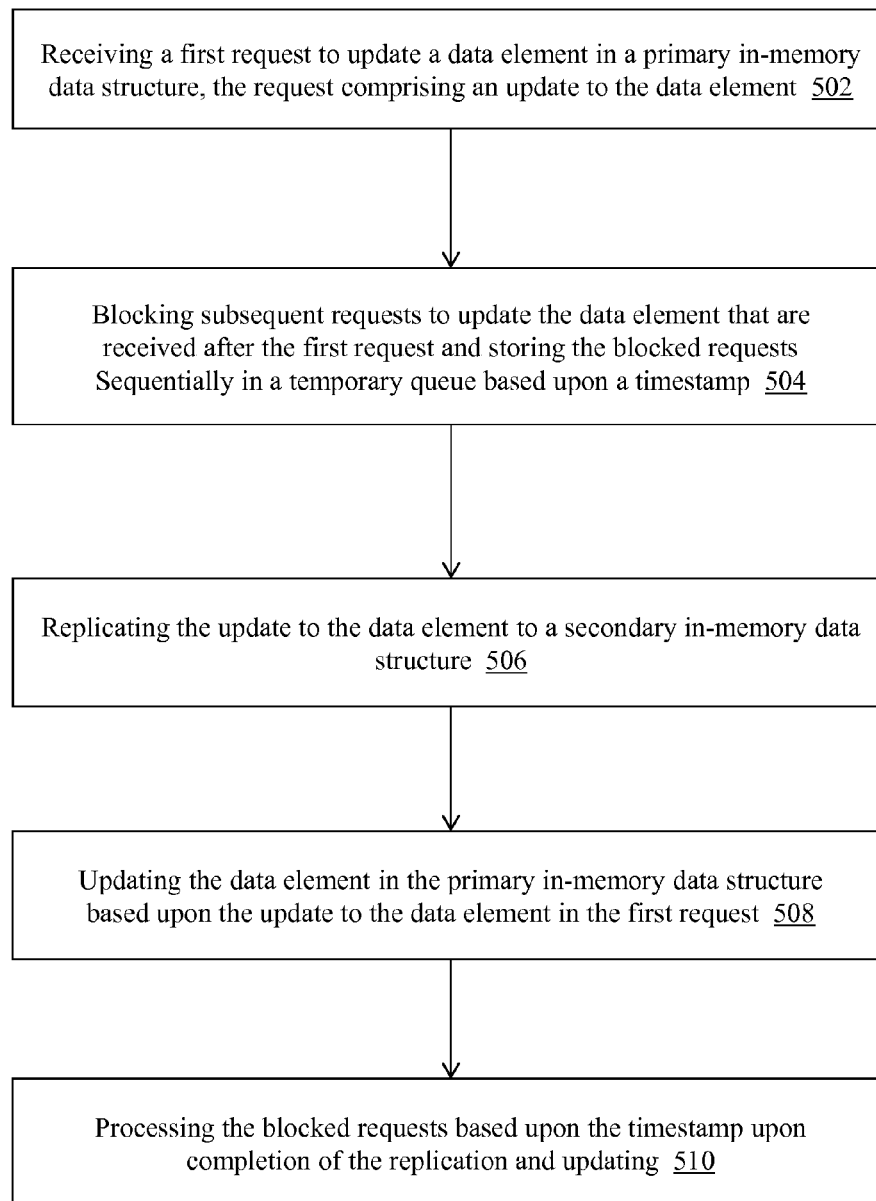 Receiving a first request to update a data element in a primary in-memory
data structure, the request comprising an update to the data element 502
Blocking subsequent requests to update the data element that are
received after the first request and storing the blocked requests
Sequentially in a temporary queue based upon a timestamp 504
Replicating the update to the data element to a secondary in-memory data
structure 506
Updating the data element in the primary in-memory data structure
based upon the update to the data element in the first request 508
Processing the blocked requests based upon the timestamp upon
completion of the replication and updating 510